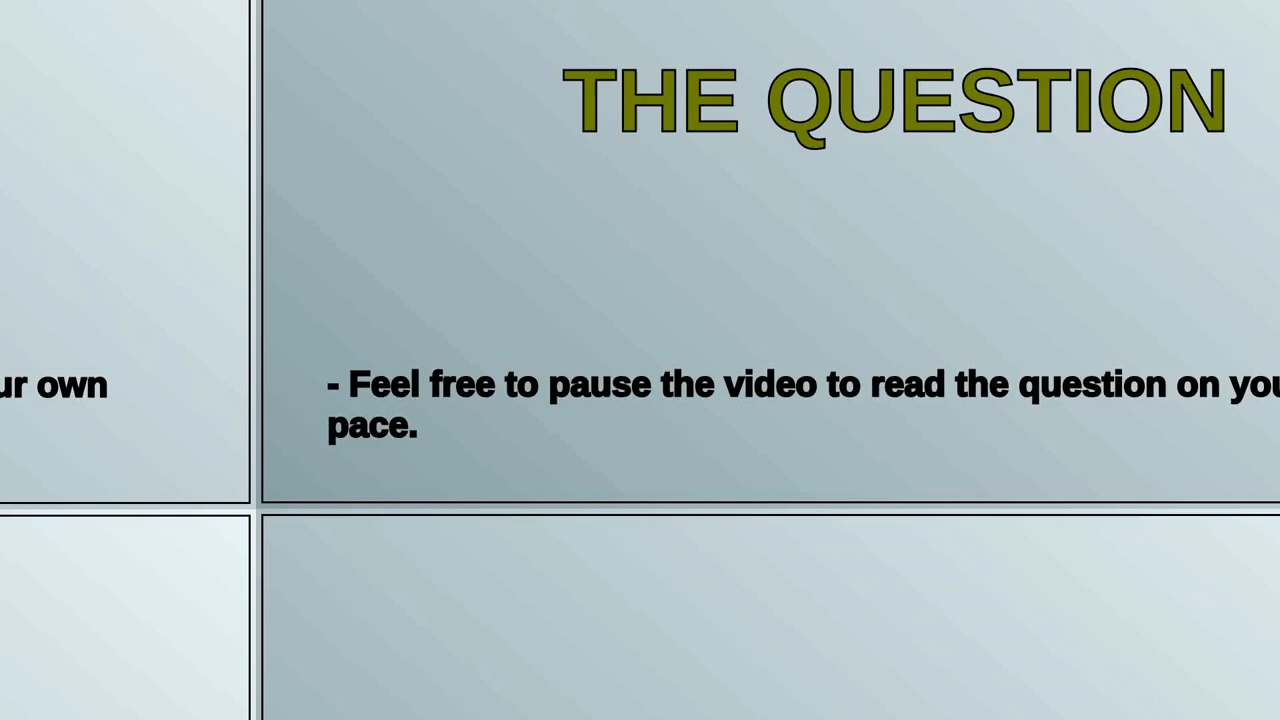 THE QUESTION
ur own
- Feel free to pause the video to read the question on you
pace.